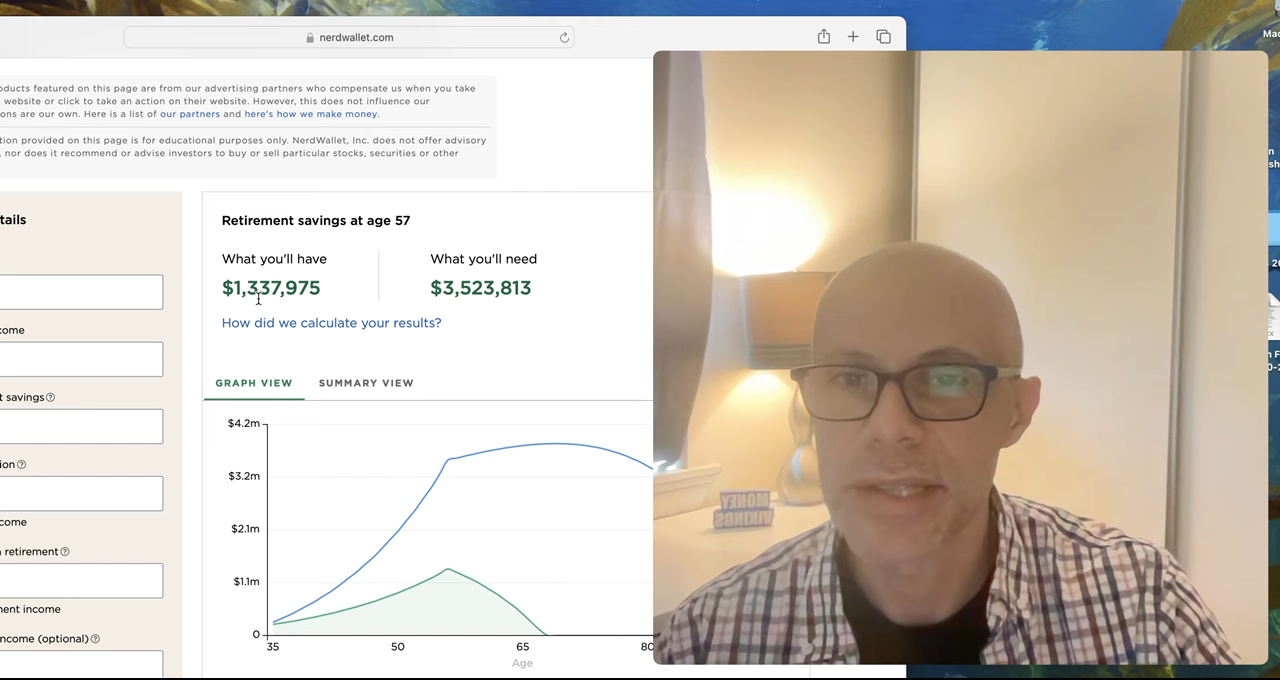 nerdwallet.com
Mac
oducts featured on this page are from our advertising partners who compensate us when you take
website or click to take an action on their website. However, this does not influence our
ons are our own. Here is a list of our partners and here's how we make money.
tion provided on this page is for educational purposes only. NerdWallet, Inc. does not offer advisory
nor does it recommend or advise investors to buy or sell particular stocks, securities or other
tails
come
t savings
ion
come
n retirement
ment income
ncome (optional)
Retirement savings at age 57
What you'll have
What you'll need
$1,337,975
$3,523,813
How did we calculate your results?
GRAPH VIEW
SUMMARY VIEW
$4.2m
$3.2m
$2.1m
$1.1m
0
35
50
65
80
Age
MONEY
VIKINGS